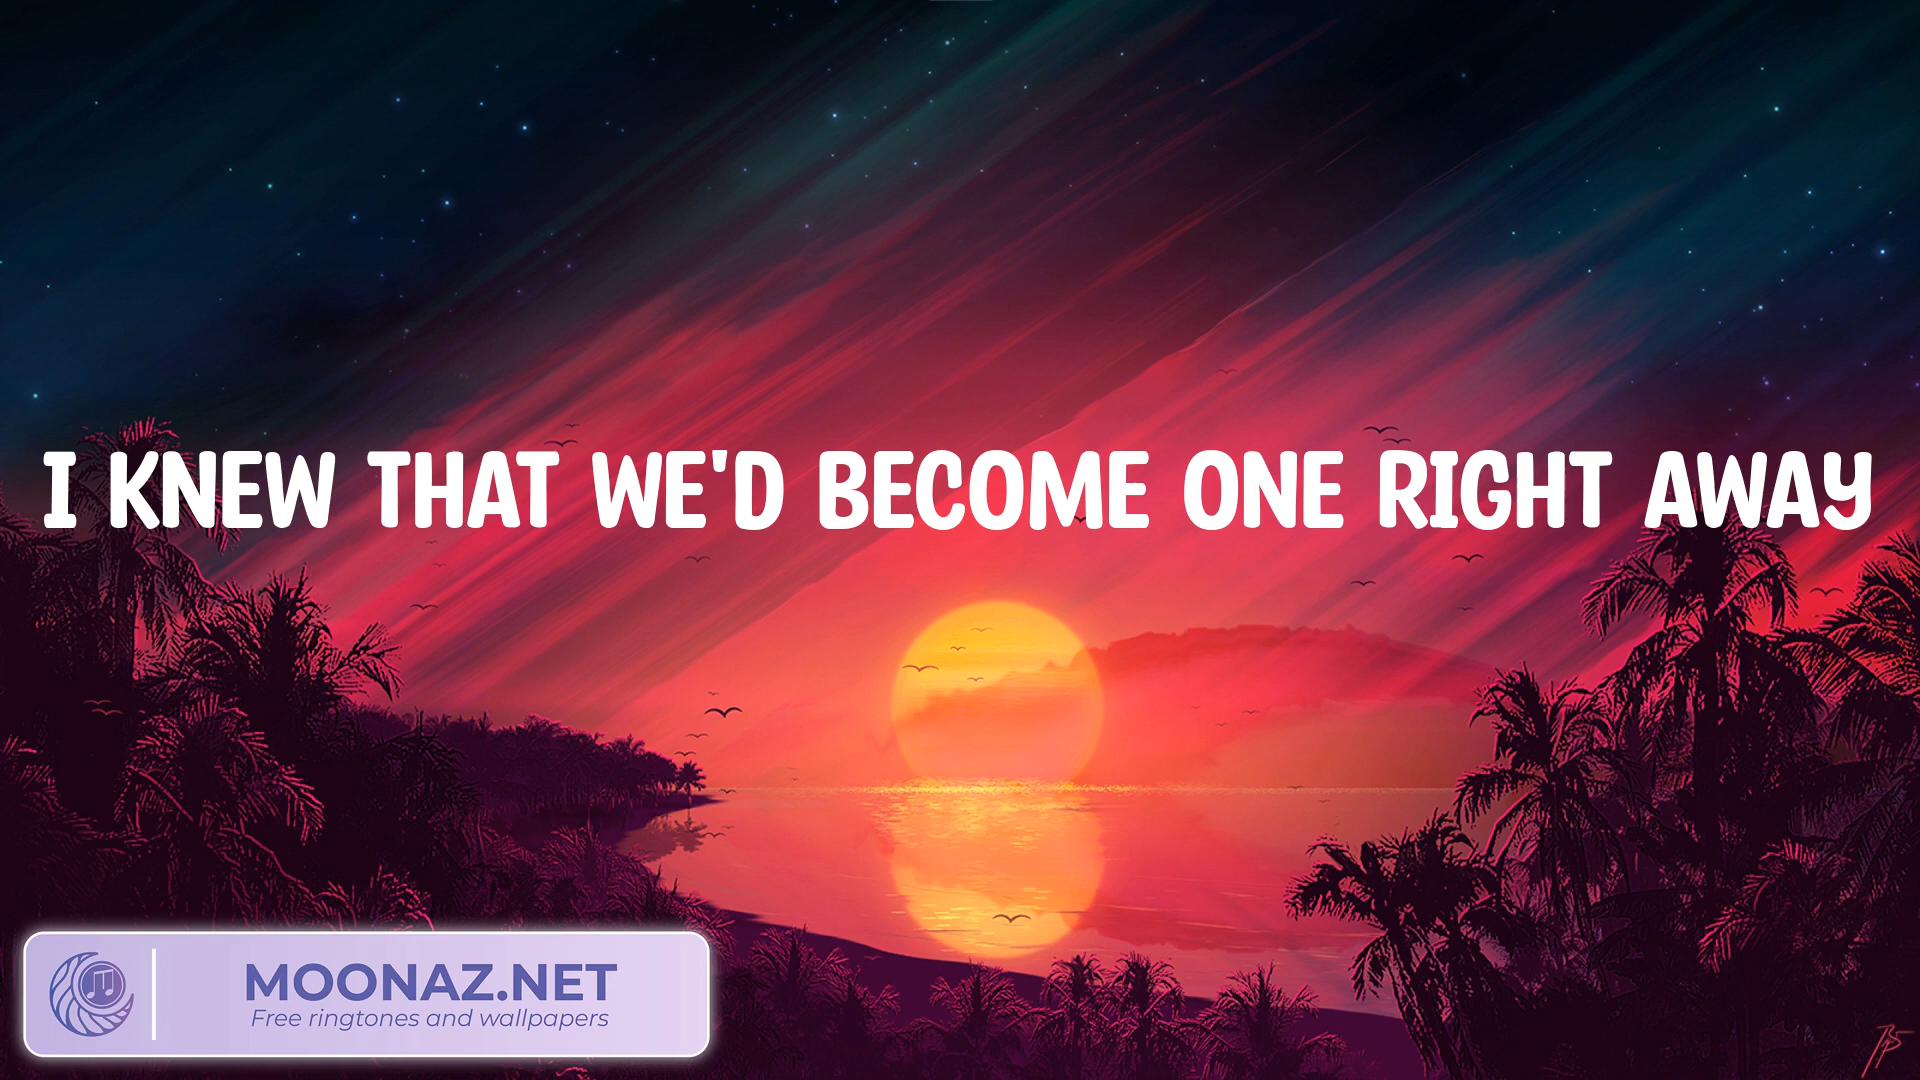 I KNEW THAT WE'D BECOME ONE RIGHT AWAY
MOONAZ.NET
Free ringtones and wallpapers